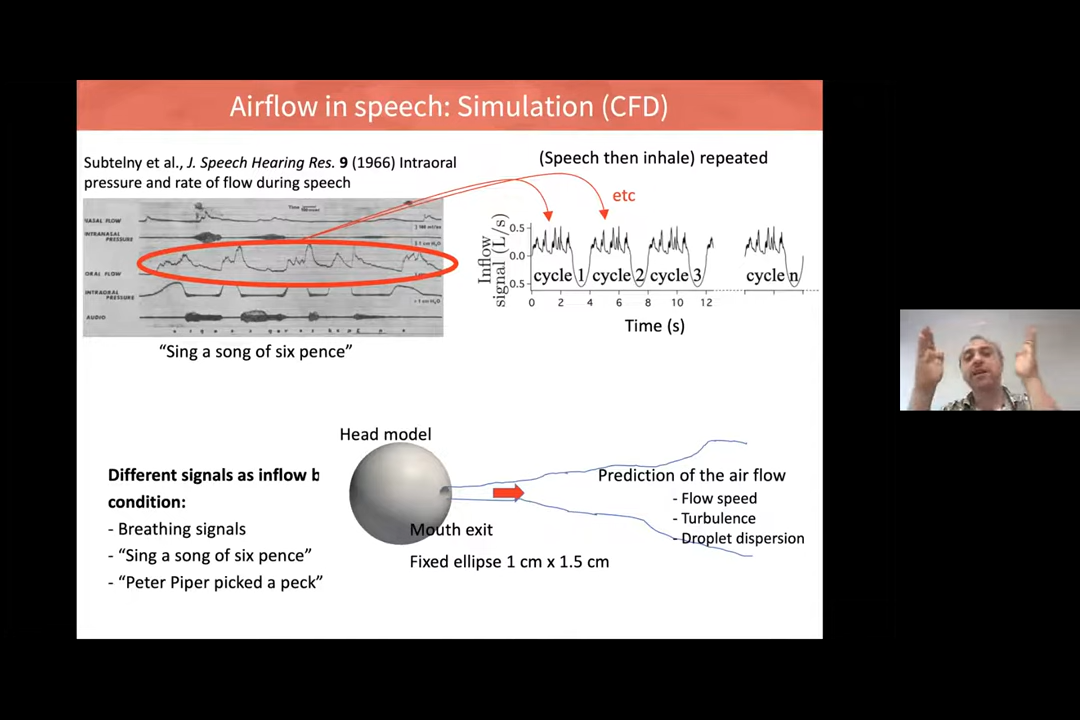 Airflow in speech: Simulation (CFD)
Subtelny et al., J. Speech Hearing Res. 9 (1966) Intraoral
pressure and rate of flow during speech
(Speech then inhale) repeated
etc
NASAL FLOW
INTRANASAL
PRESSURE
ORAL FLOW
INTRAORAL
PRESSURE
AUDIO
Inflow
signal (L/s)
0.5
0.0
0.5
cycle 1 cycle 2 cycle 3 cycle n
0 2 4 6 8 10 12
Time (s)
"Sing a song of six pence"
Head model
Different signals as inflow b
condition:
- Breathing signals
- "Sing a song of six pence"
- "Peter Piper picked a peck"
Mouth exit
Fixed ellipse 1 cm x 1.5 cm
Prediction of the air flow
- Flow speed
- Turbulence
- Droplet dispersion